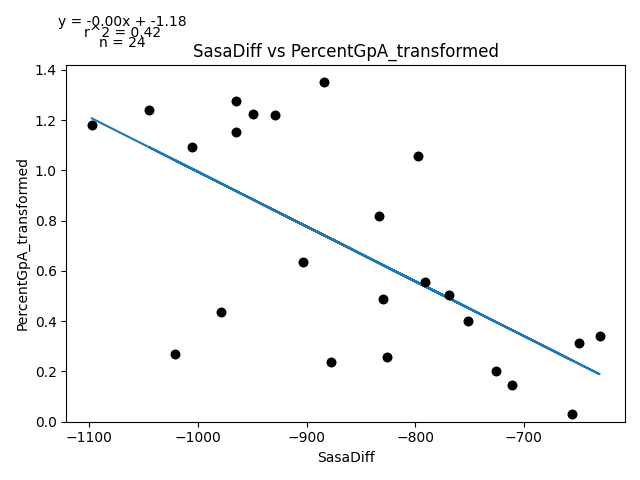 y = -0.00x + -1.18
r^2 = 0.42
n = 24
SasaDiff vs PercentGpA_transformed
1.4
1.2
1.0
0.8
0.6
0.4
0.2
0.0
PercentGpA_transformed
−1100 −1000 −900 −800 −700
SasaDiff